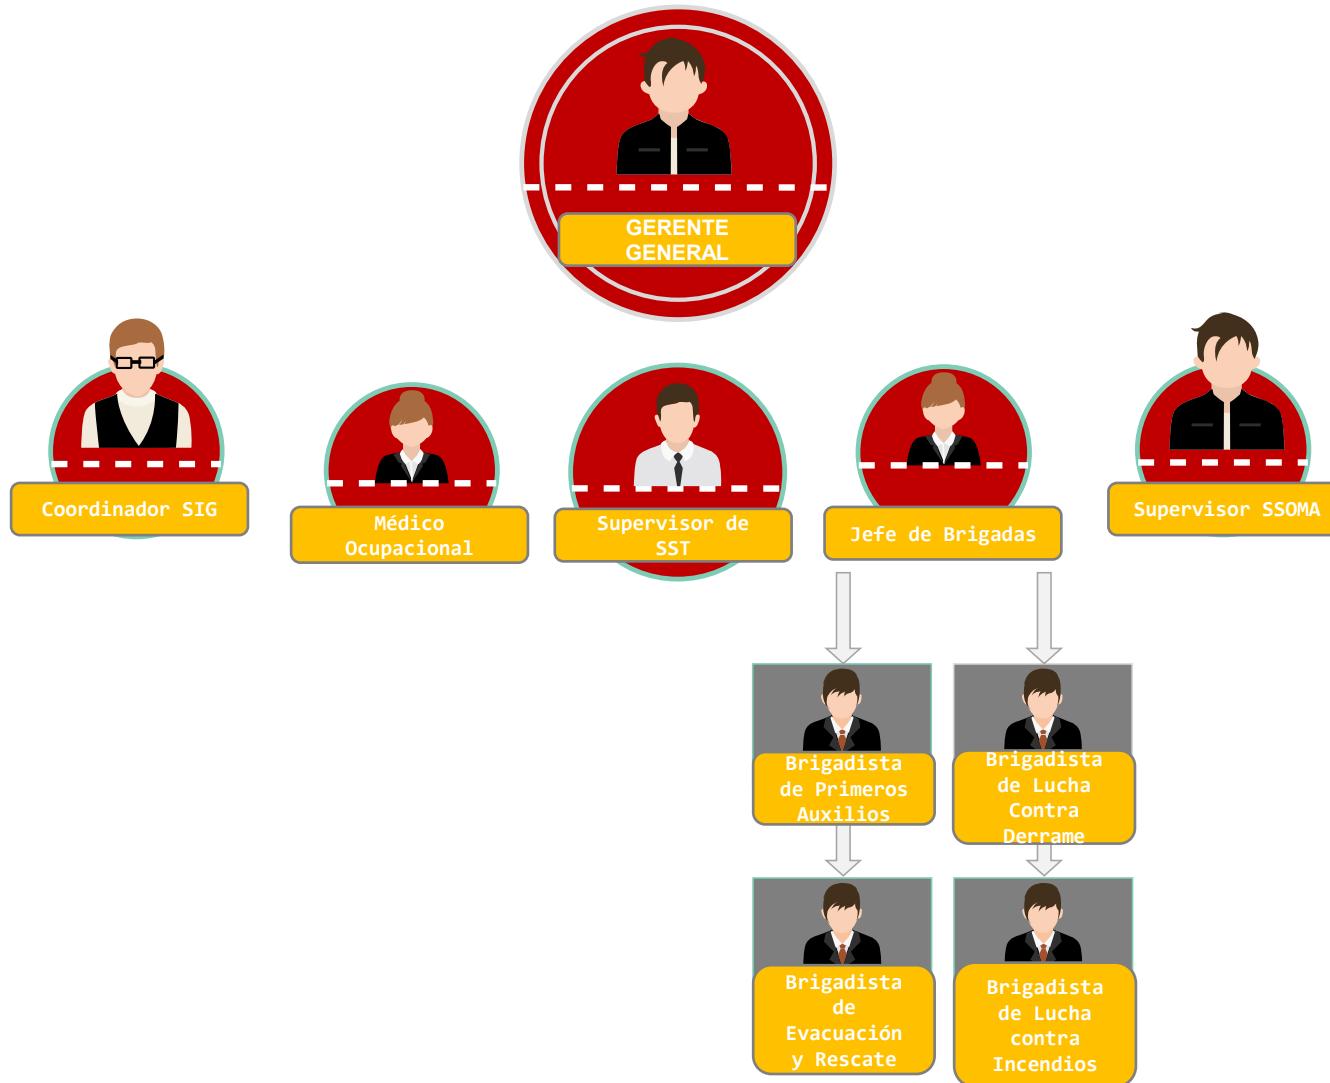 GERENTE
GENERAL
Coordinador SIG
Médico
Ocupacional
Supervisor de
SST
Jefe de Brigadas
Supervisor SSOMA
Brigadista
de Primeros
Auxilios
Brigadista
de Lucha
Contra
Derrame
Brigadista
de
Evacuación
y Rescate
Brigadista
de Lucha
contra
Incendios